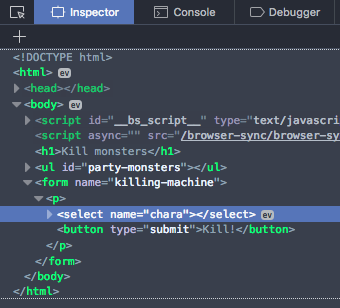 Inspector Console Debugger
+
<!DOCTYPE html>
<html> ev
<head></head>
<body> ev
<script id="__bs_script__" type="text/javascri
<script async="" src="/browser-sync/browser-sy
<h1>Kill monsters</h1>
<ul id="party-monsters"></ul>
<form name="killing-machine">
<p>
<select name="chara"></select> ev
<button type="submit">Kill!</button>
</p>
</form>
</body>
</html>